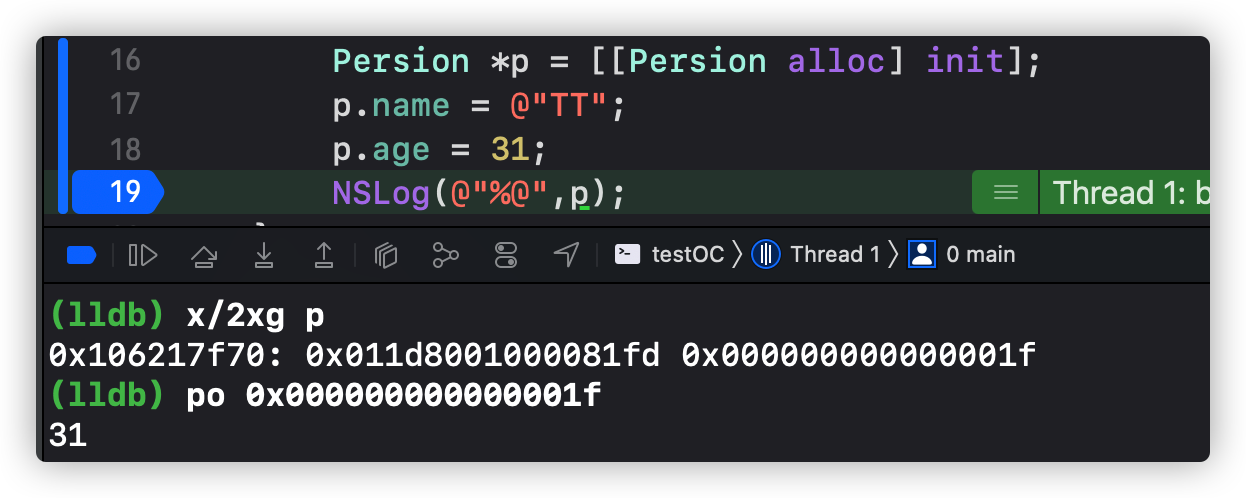 16 Persion *p = [[Persion alloc] init];
17 p.name = @"TT";
18 p.age = 31;
19 NSLog(@"%@",p); Thread 1: b
testOC 〉 Thread 1 〉 0 main
(lldb) x/2xg p
0x106217f70: 0x011d8001000081fd 0x000000000000001f
(lldb) po 0x000000000000001f
31